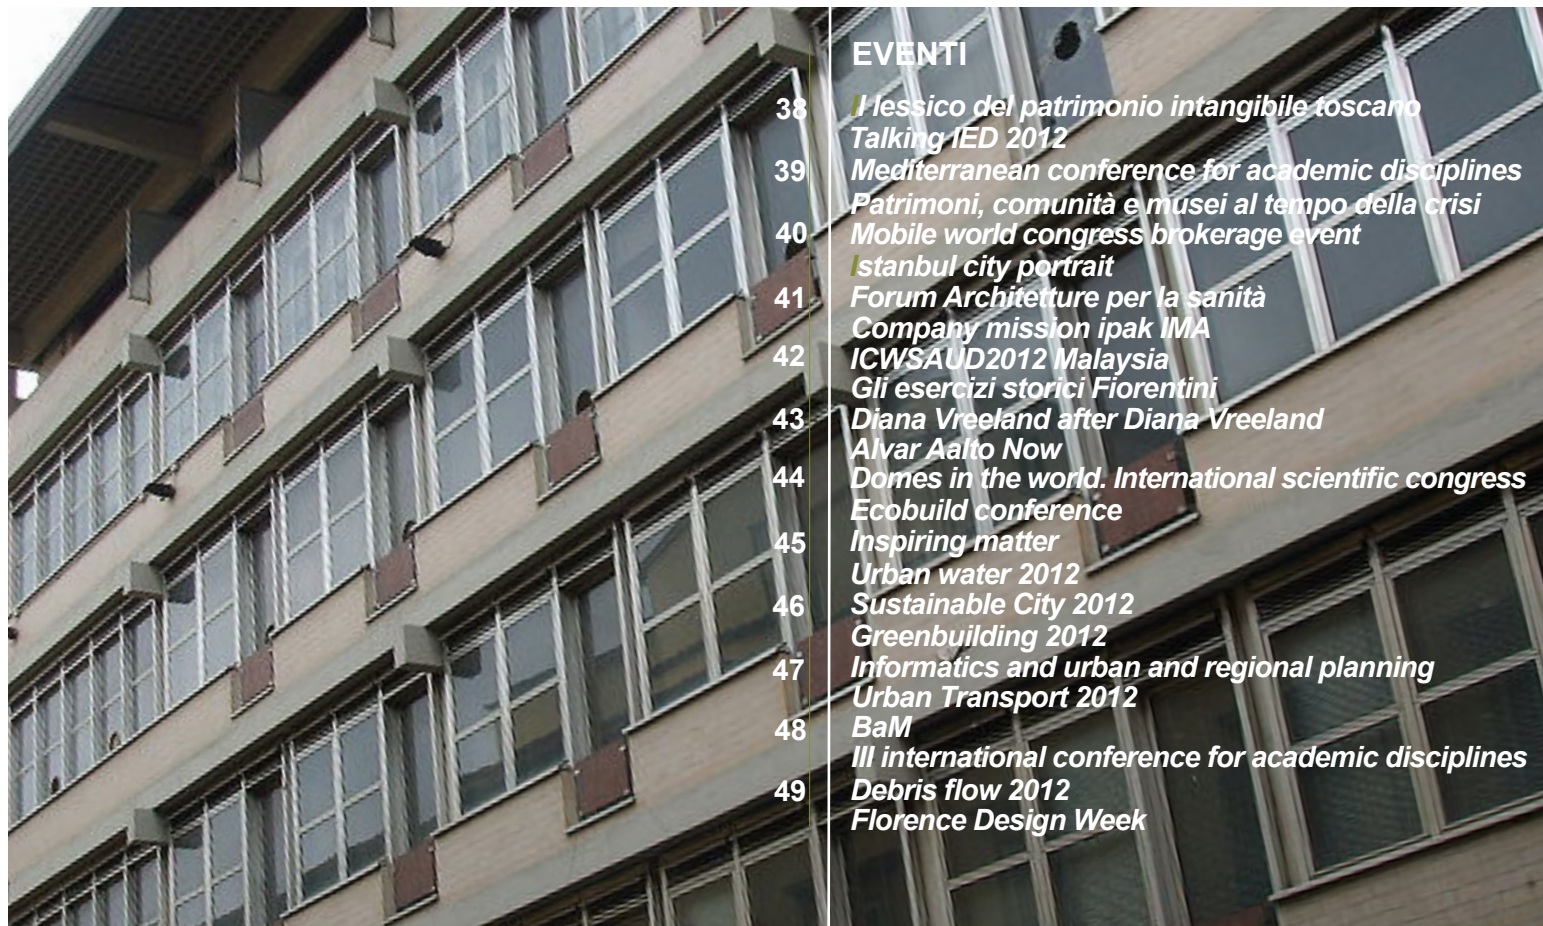 EVENTI
38 Il lessico del patrimonio intangibile toscano
Talking IED 2012
39 Mediterranean conference for academic disciplines
Patrimoni, comunità e musei al tempo della crisi
40 Mobile world congress brokerage event
Istanbul city portrait
41 Forum Architetture per la sanità
Company mission ipak IMA
42 ICWSAUD2012 Malaysia
Gli esercizi storici Fiorentini
43 Diana Vreeland after Diana Vreeland
Alvar Aalto Now
44 Domes in the world. International scientific congress
Ecobuild conference
45 Inspiring matter
Urban water 2012
46 Sustainable City 2012
Greenbuilding 2012
47 Informatics and urban and regional planning
Urban Transport 2012
48 BaM
III international conference for academic disciplines
49 Debris flow 2012
Florence Design Week